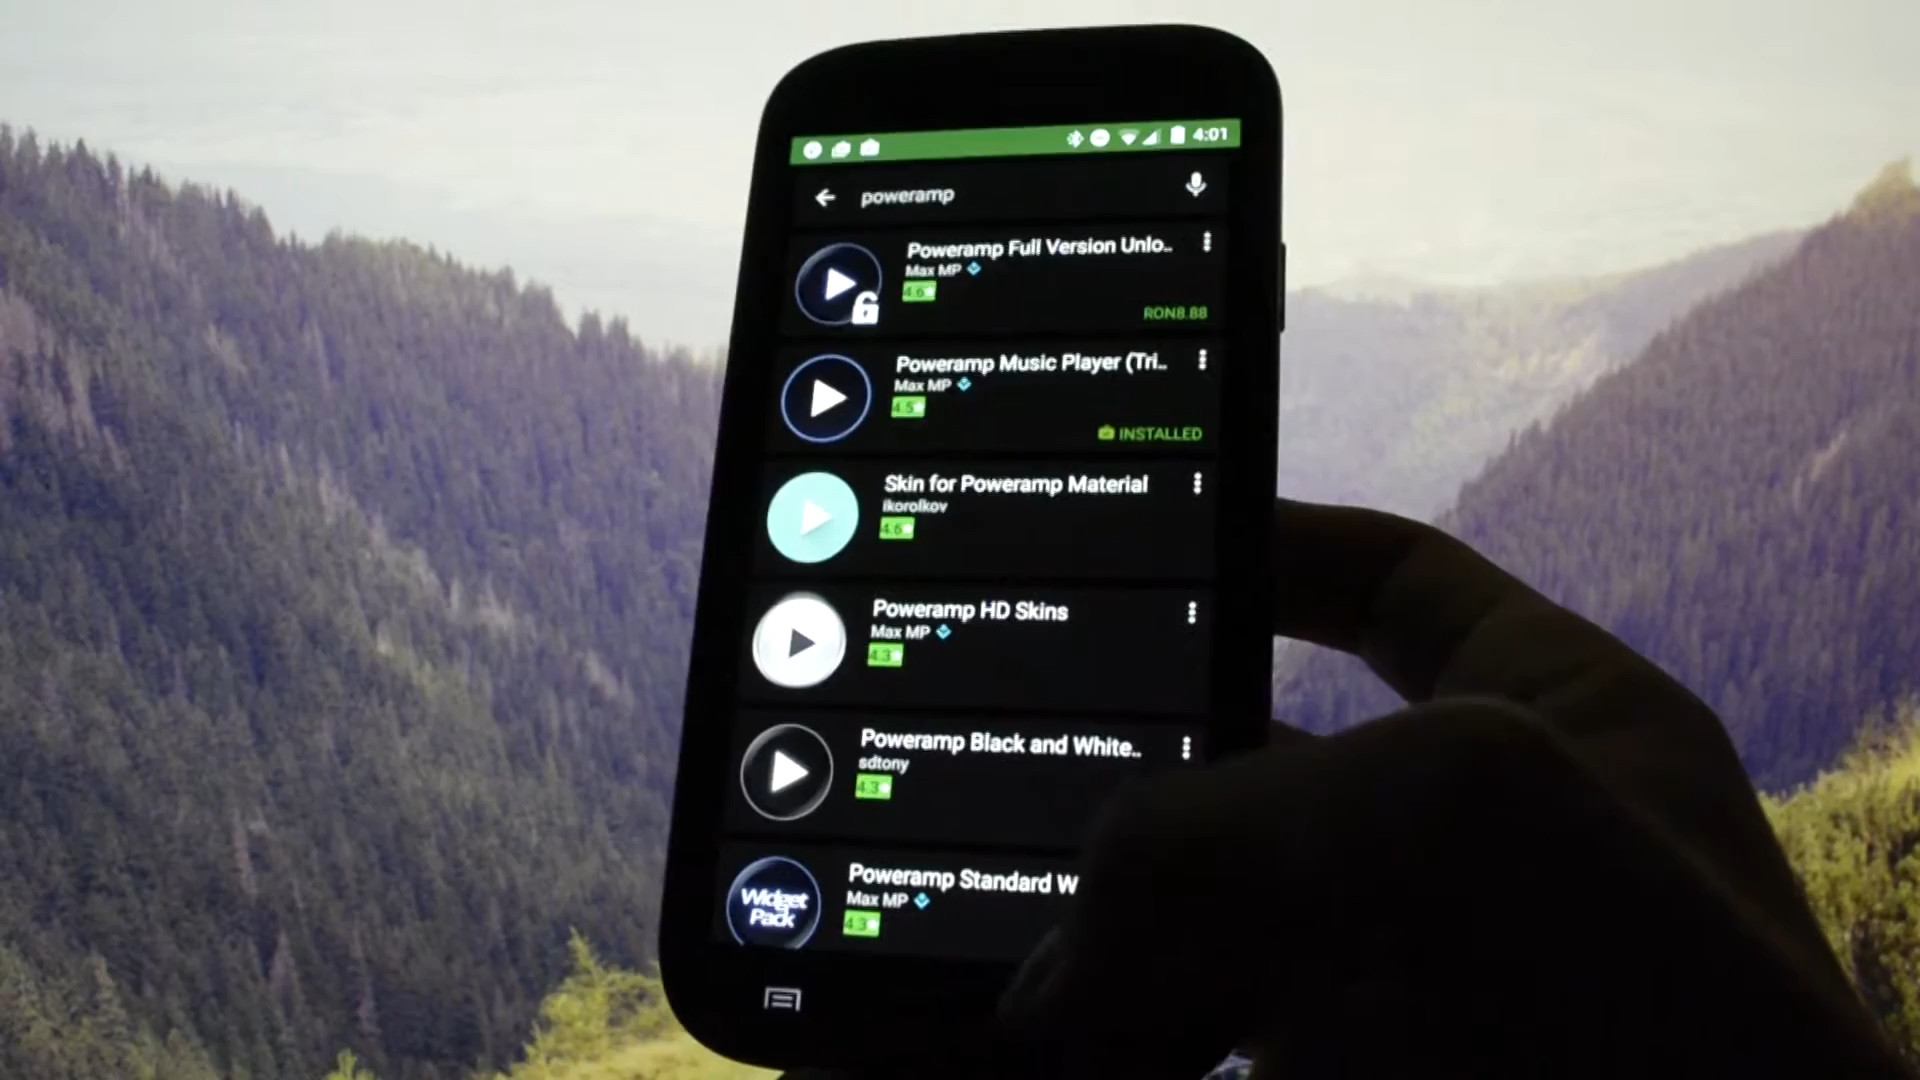 4:01
poweramp
Poweramp Full Version Unlo..
Max MP
4.6
RON8.88
Poweramp Music Player (Tri..
Max MP
4.5
INSTALLED
Skin for Poweramp Material
ikorolkov
4.6
Poweramp HD Skins
Max MP
4.3
Poweramp Black and White..
sdtony
4.3
Widget
Pack
Poweramp Standard W
Max MP
4.3